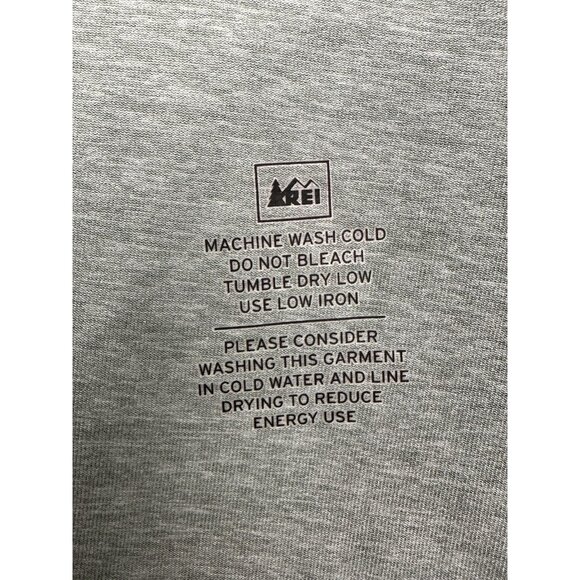 REI
MACHINE WASH COLD
DO NOT BLEACH
TUMBLE DRY LOW
USE LOW IRON
PLEASE CONSIDER
WASHING THIS GARMENT
IN COLD WATER AND LINE
DRYING TO REDUCE
ENERGY USE